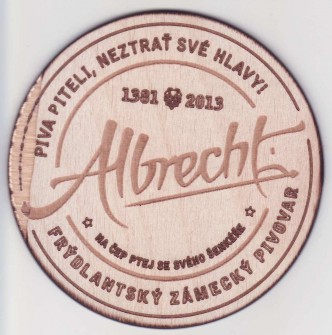 PIVA PITELI, NEZTRAŤ SVÉ HLAVY!
1381 2013
Albrecht.
NA ČEP PTEJ SE SVÉHO ŠENKÝŘE
FRÝDLANTSKÝ ZÁMECKÝ PIVOVAR